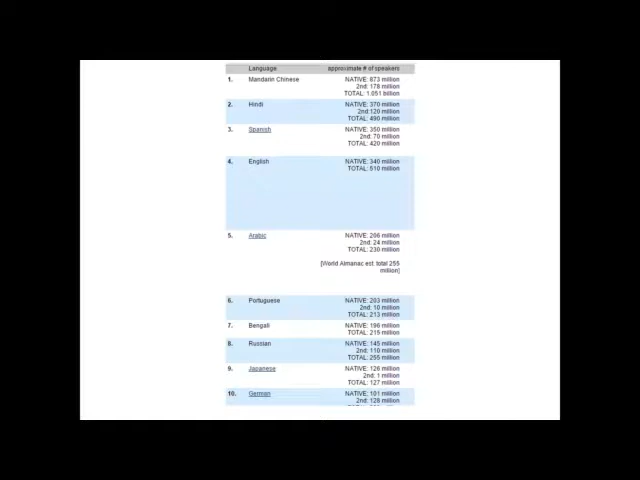 Language approximate # of speakers
1. Mandarin Chinese NATIVE: 873 million
2nd: 178 million
TOTAL: 1.051 billion
2. Hindi NATIVE: 370 million
2nd:120 million
TOTAL: 490 million
3. Spanish NATIVE: 350 million
2nd: 70 million
TOTAL: 420 million
4. English NATIVE: 340 million
TOTAL: 510 million
5. Arabic NATIVE: 206 million
2nd: 24 million
TOTAL: 230 million
[World Almanac est: total 255
million]
6. Portuguese NATIVE: 203 million
2nd: 10 million
TOTAL: 213 million
7. Bengali NATIVE: 196 million
TOTAL: 215 million
8. Russian NATIVE: 145 million
2nd: 110 million
TOTAL: 255 million
9. Japanese NATIVE: 126 million
2nd: 1 million
TOTAL: 127 million
10. German NATIVE: 101 million
2nd: 128 million